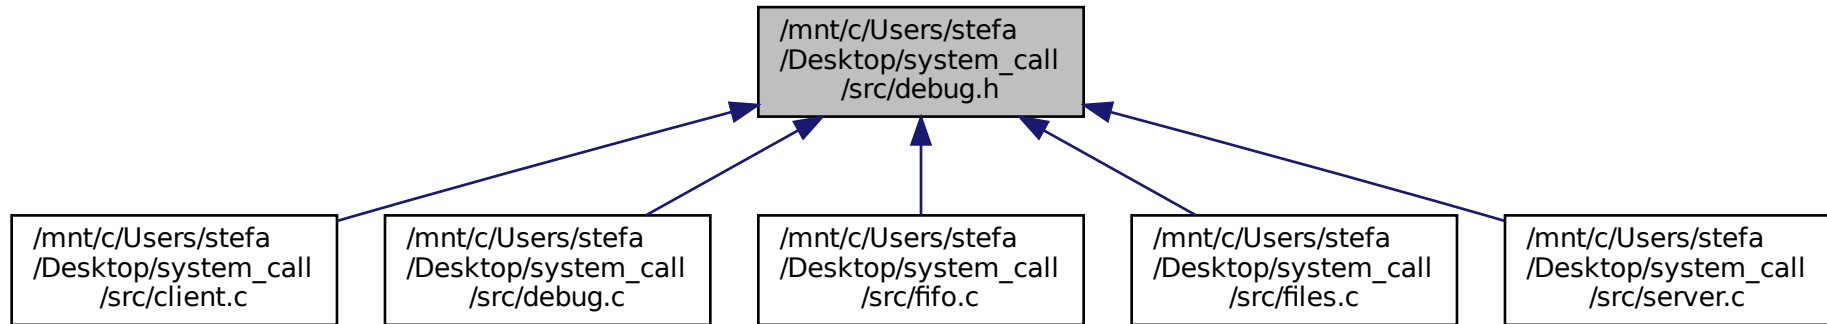 /mnt/c/Users/stefa
/Desktop/system_call
/src/debug.h
/mnt/c/Users/stefa
/Desktop/system_call
/src/client.c
/mnt/c/Users/stefa
/Desktop/system_call
/src/debug.c
/mnt/c/Users/stefa
/Desktop/system_call
/src/fifo.c
/mnt/c/Users/stefa
/Desktop/system_call
/src/files.c
/mnt/c/Users/stefa
/Desktop/system_call
/src/server.c